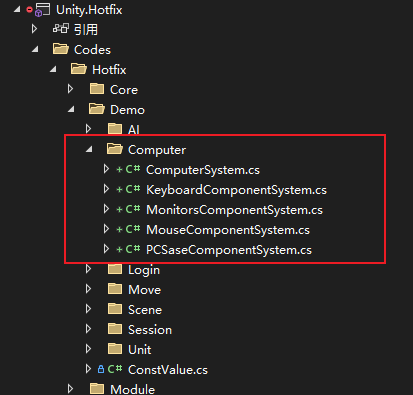 Unity.Hotfix
引用
Codes
Hotfix
Core
Demo
AI
Computer
C# ComputerSystem.cs
C# KeyboardComponentSystem.cs
C# MonitorsComponentSystem.cs
C# MouseComponentSystem.cs
C# PCSaseComponentSystem.cs
Login
Move
Scene
Session
Unit
C# ConstValue.cs
Module